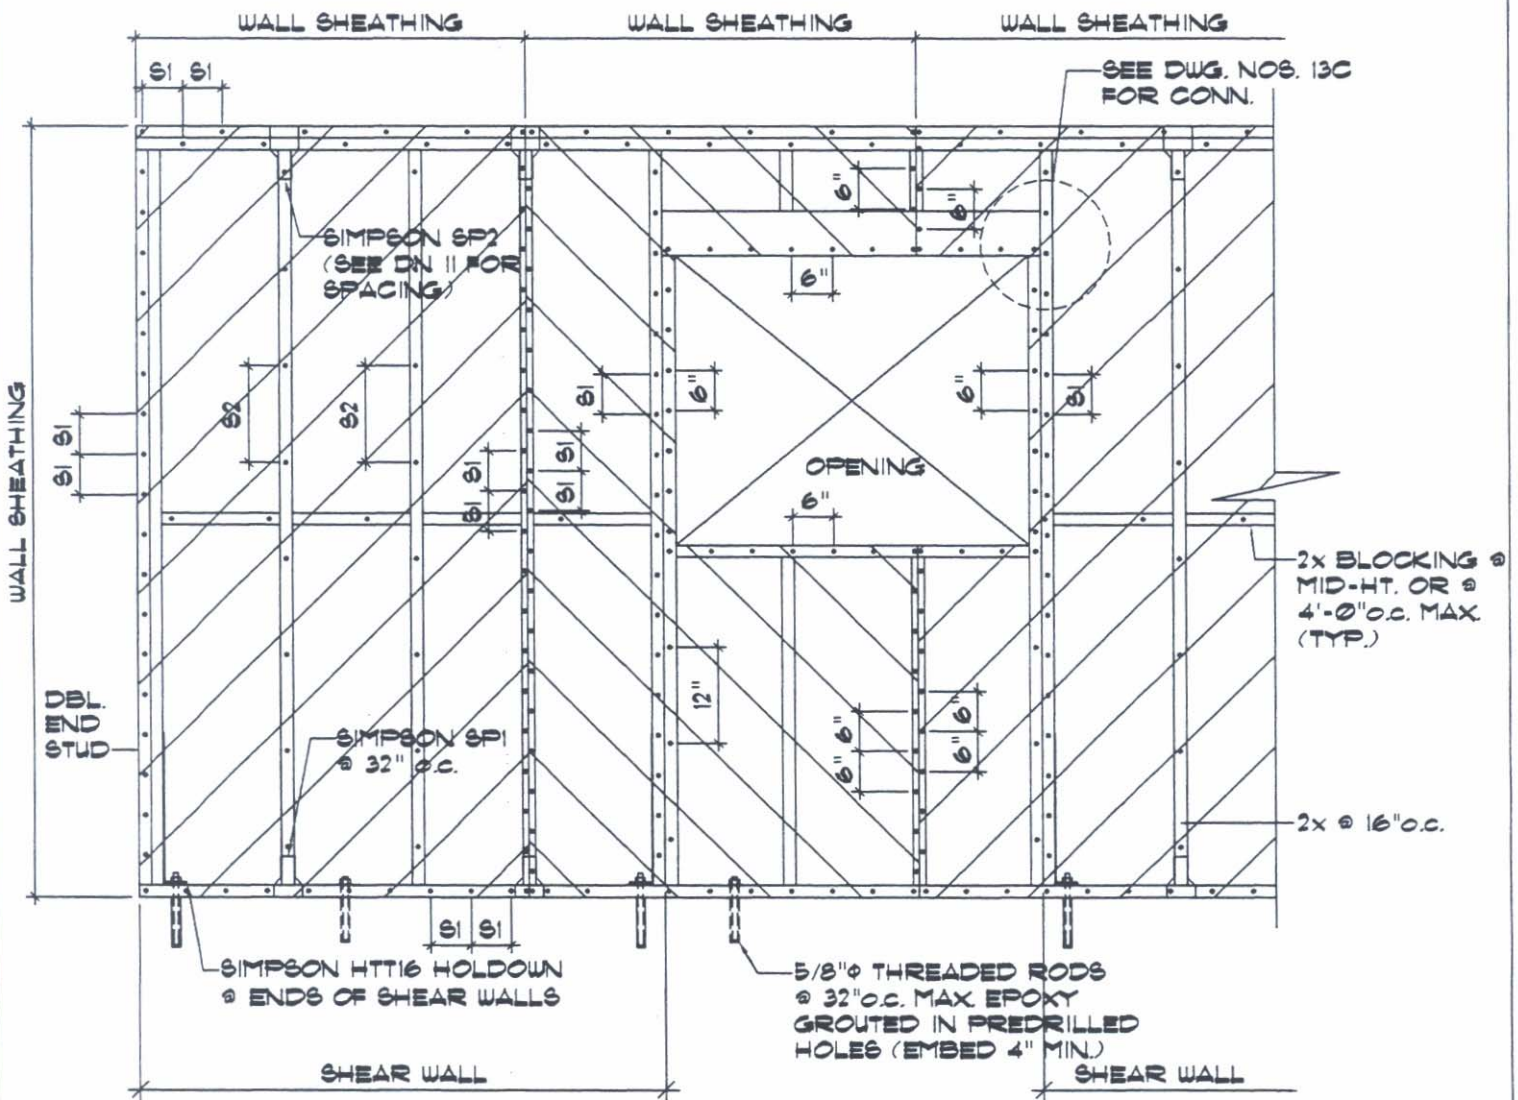 WALL SHEATHING
WALL SHEATHING
WALL SHEATHING
S1 S1
SEE DWG. NOS. 13C
FOR CONN.
6"
6"
SIMPSON SP2
(SEE DN 11 FOR
SPACING)
6"
WALL SHEATHING
S1
S1
S2
S2
S1
6"
6"
S1
S1
S1
S1
S1
OPENING
6"
2x BLOCKING @
MID-HT. OR @
4'-0"o.c. MAX.
(TYP.)
DBL.
END
STUD
SIMPSON SP1
@ 32" o.c.
12"
6"
6"
6"
6"
2x @ 16"o.c.
S1 S1
SIMPSON HTT16 HOLDOWN
@ ENDS OF SHEAR WALLS
5/8"φ THREADED RODS
@ 32"o.c. MAX. EPOXY
GROUTED IN PREDRILLED
HOLES (EMBED 4" MIN.)
SHEAR WALL
SHEAR WALL